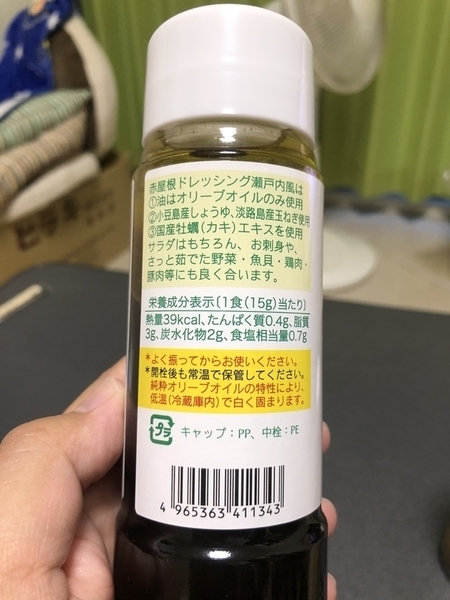 赤屋根ドレッシング瀬戸内風は
①油はオリーブオイルのみ使用
②小豆島産しょうゆ、淡路島産玉ねぎ使用
③国産牡蠣(カキ)エキスを使用
サラダはもちろん、お刺身や、
さっと茹でた野菜・魚貝・鶏肉・
豚肉等にも良く合います。
栄養成分表示〔1食(15g)当たり〕
熱量39kcal、たんぱく質0.4g、脂質
3g、炭水化物2g、食塩相当量0.7g
*よく振ってからお使いください。
*開栓後も常温で保管してください。
純粋オリーブオイルの特性により、
低温(冷蔵庫内)で白く固まります。
プラ
キャップ:PP、中栓:PE
4 965363 411343